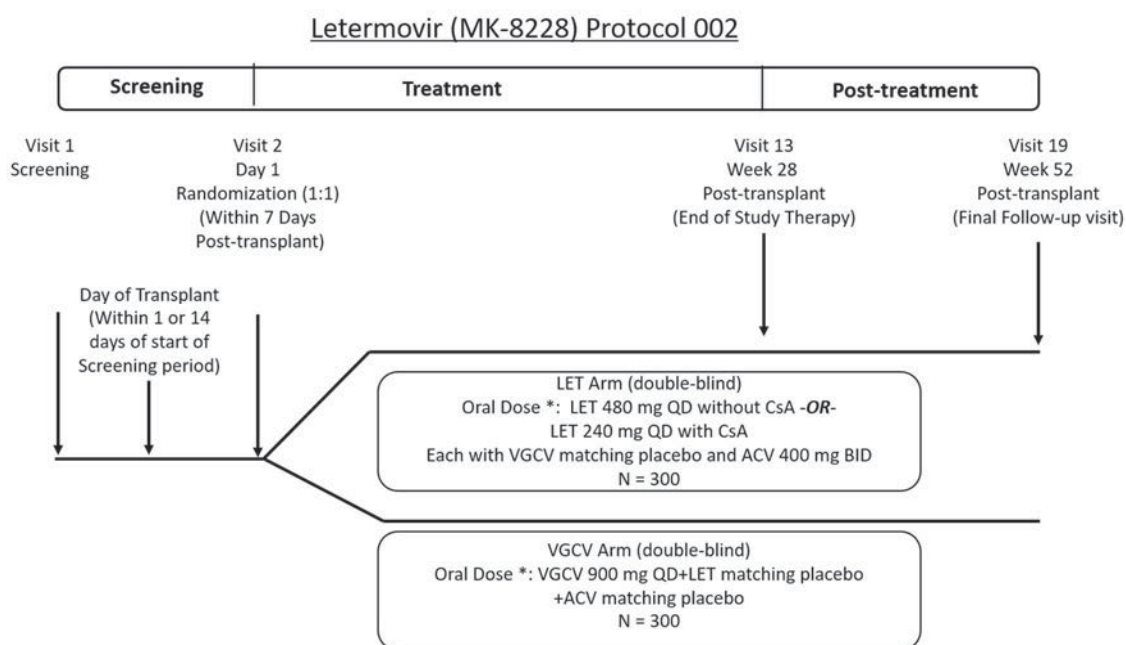 Letermovir (MK-8228) Protocol 002
Screening
Treatment
Post-treatment
Visit 1
Screening
Visit 2
Day 1
Randomization (1:1)
(Within 7 Days
Post-transplant)
Visit 13
Week 28
Post-transplant
(End of Study Therapy)
Visit 19
Week 52
Post-transplant
(Final Follow-up visit)
Day of Transplant
(Within 1 or 14
days of start of
Screening period)
LET Arm (double-blind)
Oral Dose *: LET 480 mg QD without CsA -OR-
LET 240 mg QD with CsA
Each with VGCV matching placebo and ACV 400 mg BID
N = 300
VGCV Arm (double-blind)
Oral Dose *: VGCV 900 mg QD+LET matching placebo
+ACV matching placebo
N = 300